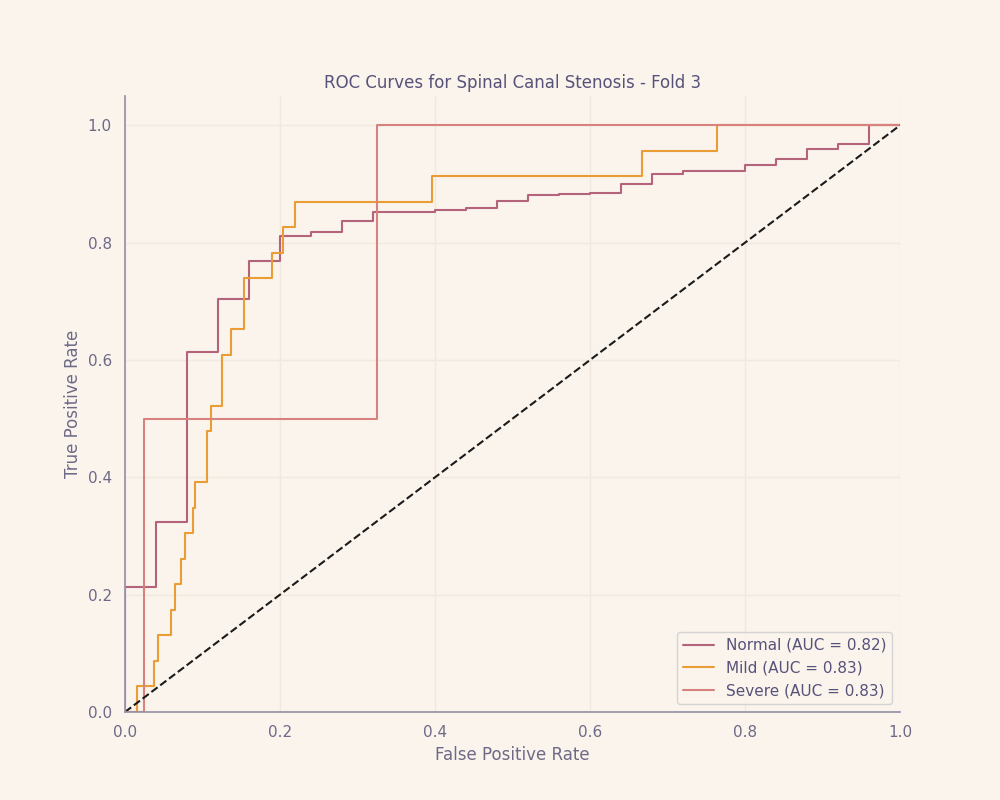 ROC Curves for Spinal Canal Stenosis - Fold 3
True Positive Rate
1.0
0.8
0.6
0.4
0.2
0.0
0.0 0.2 0.4 0.6 0.8 1.0
False Positive Rate
Normal (AUC = 0.82)
Mild (AUC = 0.83)
Severe (AUC = 0.83)